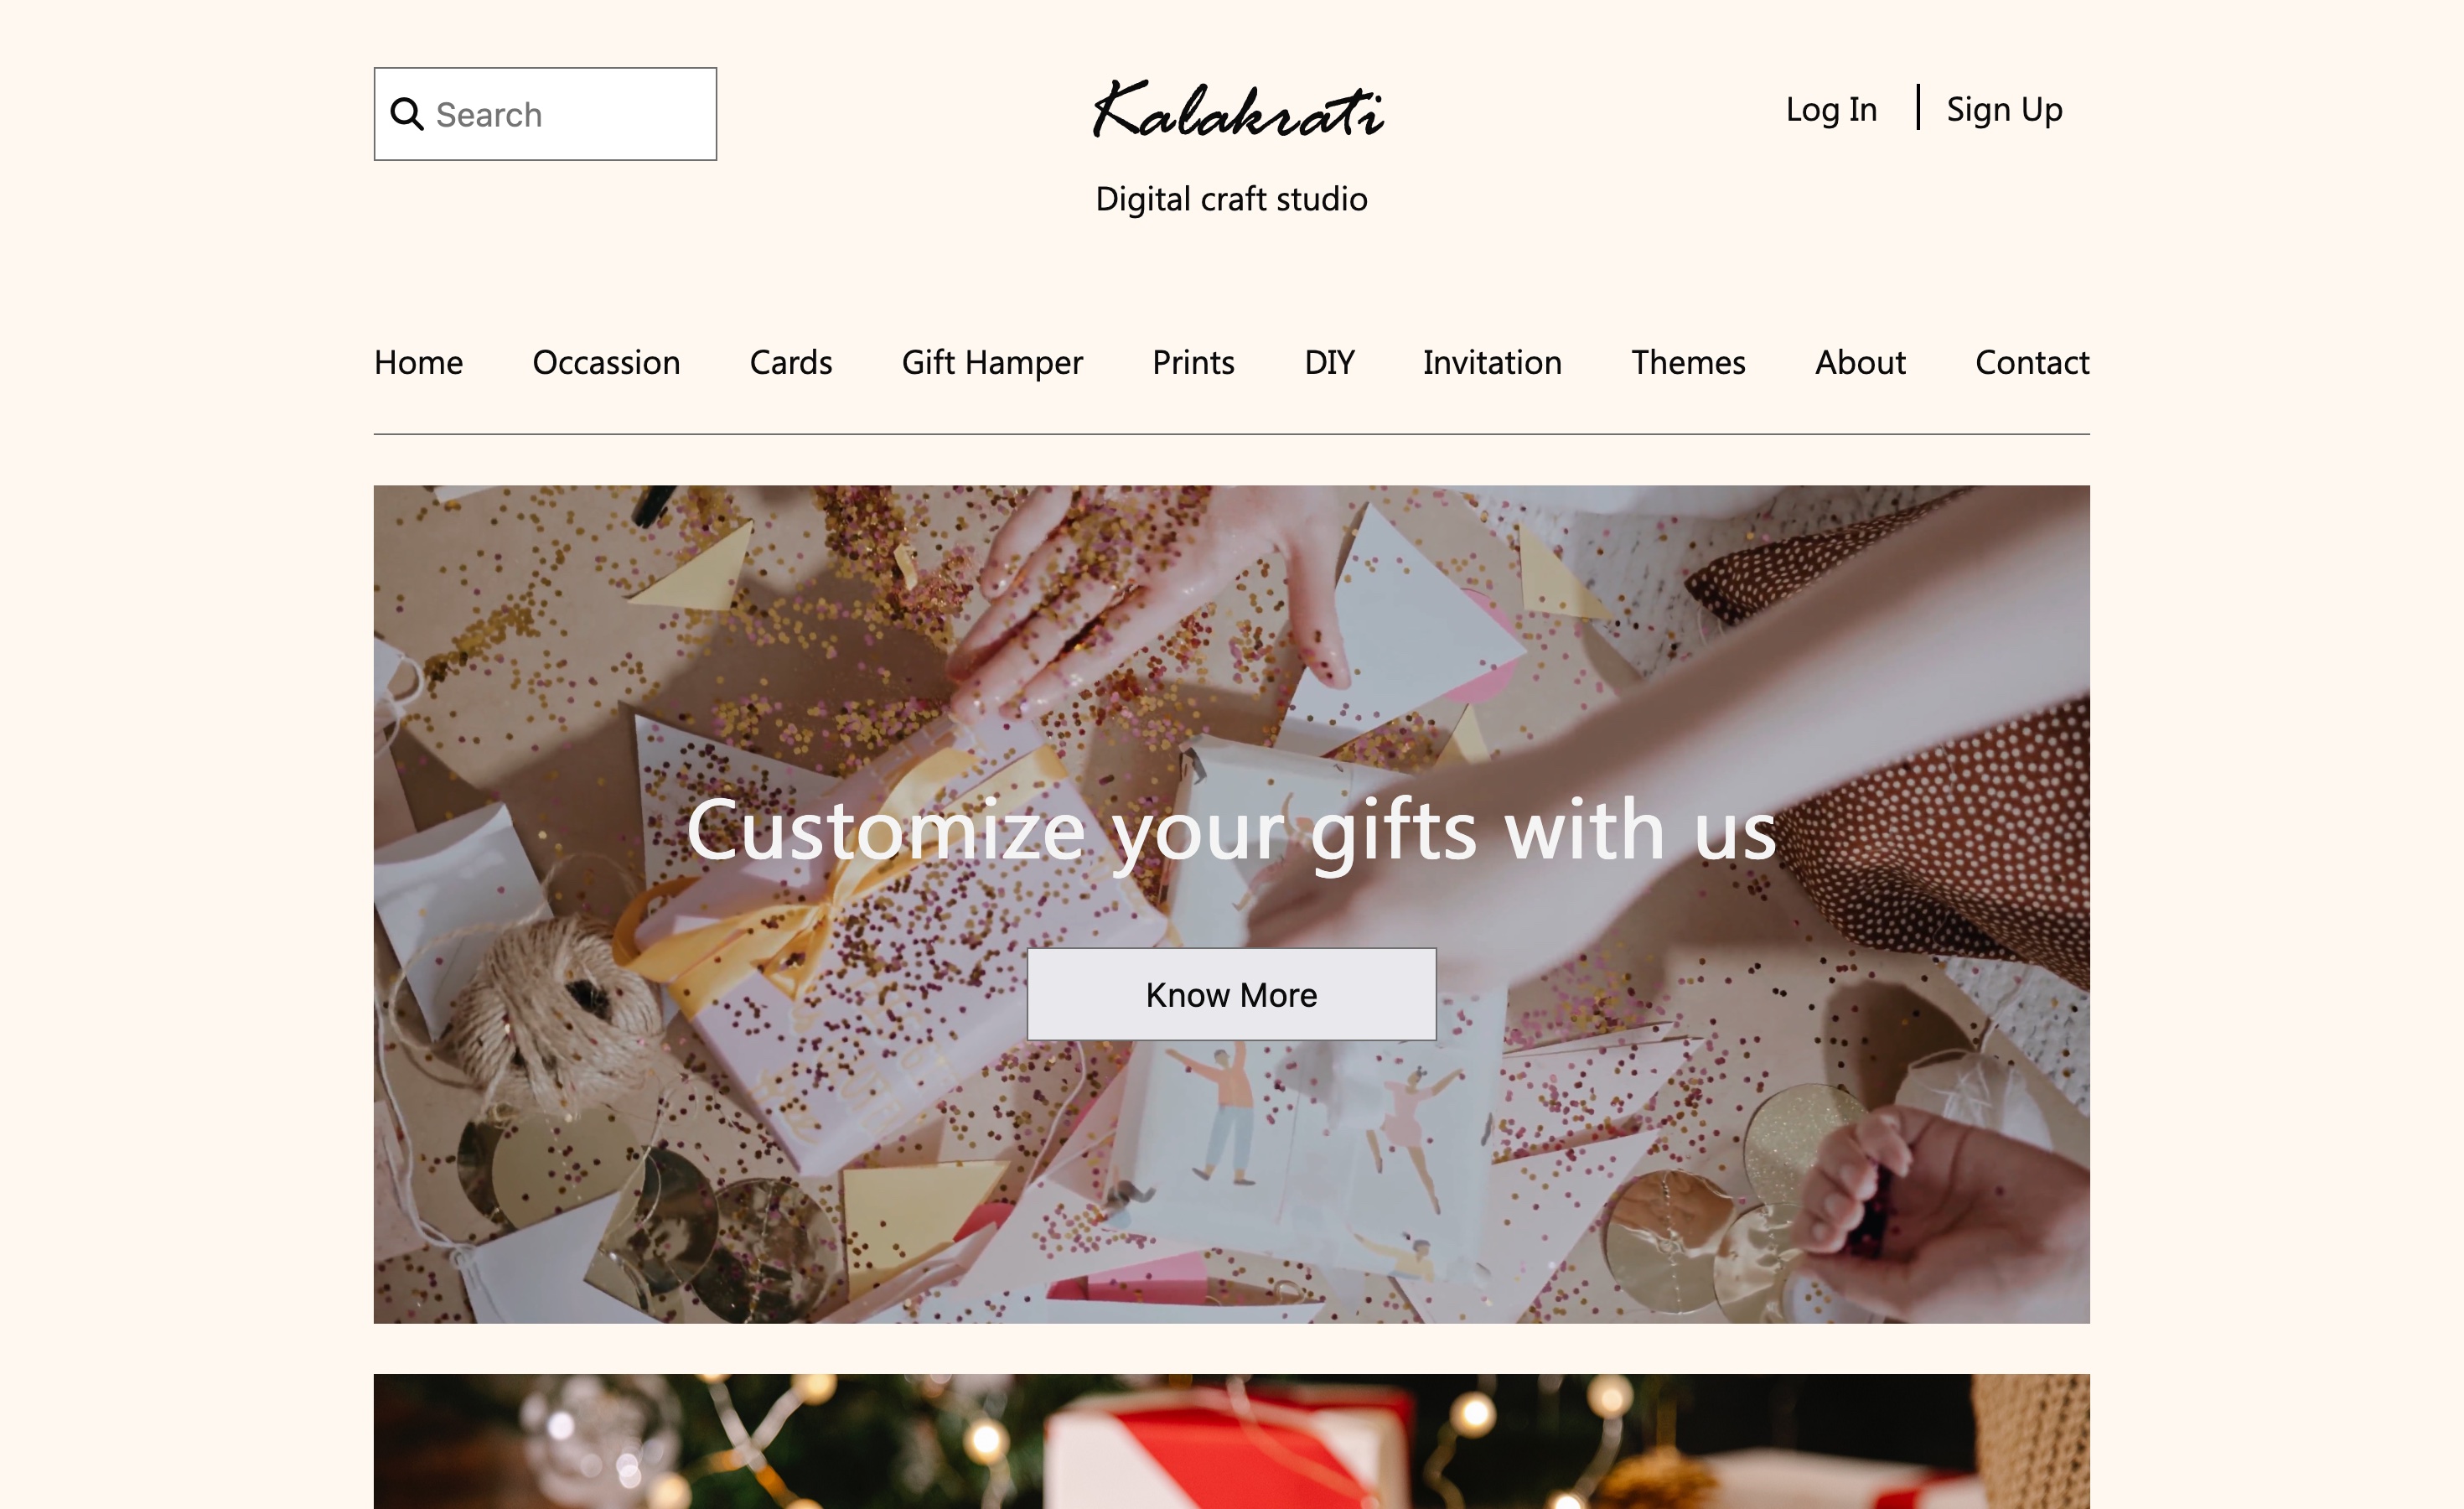 Search
Kalakrati
Log In | Sign Up
Digital craft studio
Home Occassion Cards Gift Hamper Prints DIY Invitation Themes About Contact
Customize your gifts with us
Know More